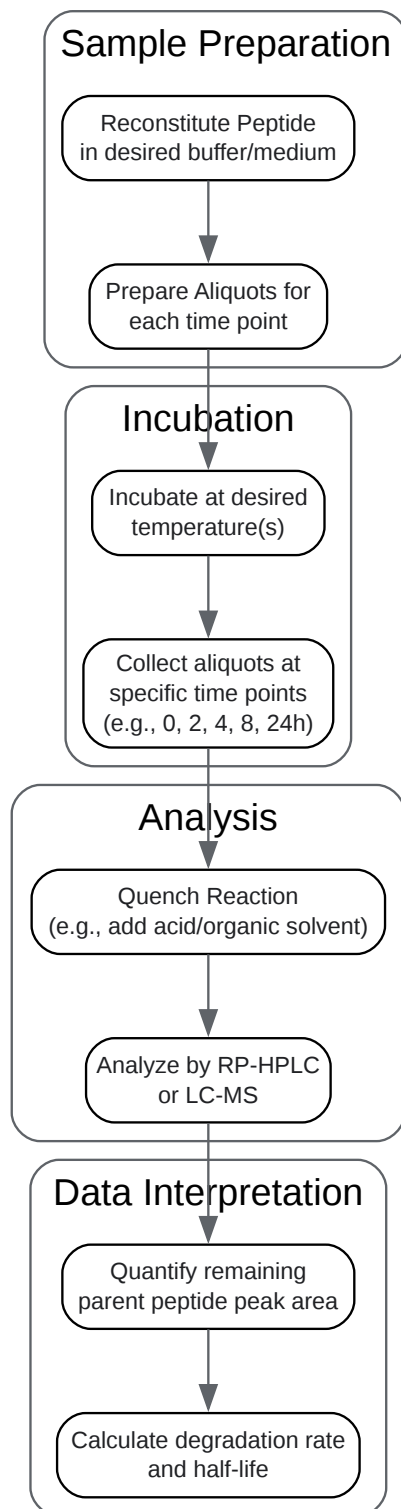 Sample Preparation
Reconstitute Peptide
in desired buffer/medium
Prepare Aliquots for
each time point
Incubation
Incubate at desired
temperature(s)
Collect aliquots at
specific time points
(e.g., 0, 2, 4, 8, 24h)
Analysis
Quench Reaction
(e.g., add acid/organic solvent)
Analyze by RP-HPLC
or LC-MS
Data Interpretation
Quantify remaining
parent peptide peak area
Calculate degradation rate
and half-life